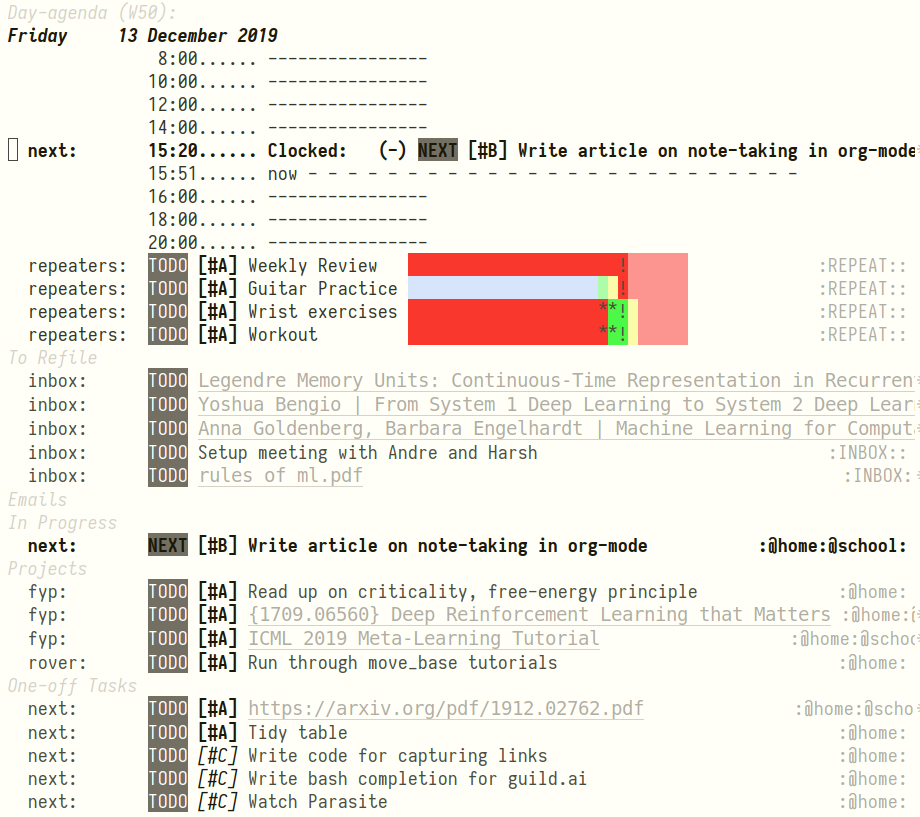 Day-agenda (W50):
Friday     13 December 2019
8:00...... ----------------
10:00...... ----------------
12:00...... ----------------
14:00...... ----------------
next:       15:20...... Clocked:   (-) NEXT [#B] Write article on note-taking in org-mode
15:51...... now - - - - - - - - - - - - - - - - - - - - - - - - -
16:00...... ----------------
18:00...... ----------------
20:00...... ----------------
repeaters:  TODO [#A] Weekly Review ! :REPEAT::
repeaters:  TODO [#A] Guitar Practice ! :REPEAT::
repeaters:  TODO [#A] Wrist exercises **! :REPEAT::
repeaters:  TODO [#A] Workout **! :REPEAT::
To Refile
inbox:      TODO Legendre Memory Units: Continuous-Time Representation in Recurren
inbox:      TODO Yoshua Bengio | From System 1 Deep Learning to System 2 Deep Lear
inbox:      TODO Anna Goldenberg, Barbara Engelhardt | Machine Learning for Comput
inbox:      TODO Setup meeting with Andre and Harsh :INBOX::
inbox:      TODO rules of ml.pdf :INBOX:
Emails
In Progress
next:       NEXT [#B] Write article on note-taking in org-mode :@home:@school:
Projects
fyp:        TODO [#A] Read up on criticality, free-energy principle :@home:
fyp:        TODO [#A] {1709.06560} Deep Reinforcement Learning that Matters :@home:
fyp:        TODO [#A] ICML 2019 Meta-Learning Tutorial :@home:@schoo
rover:      TODO [#A] Run through move_base tutorials :@home:
One-off Tasks
next:       TODO [#A] https://arxiv.org/pdf/1912.02762.pdf :@home:@scho
next:       TODO [#A] Tidy table :@home:
next:       TODO [#C] Write code for capturing links :@home:
next:       TODO [#C] Write bash completion for guild.ai :@home:
next:       TODO [#C] Watch Parasite :@home: